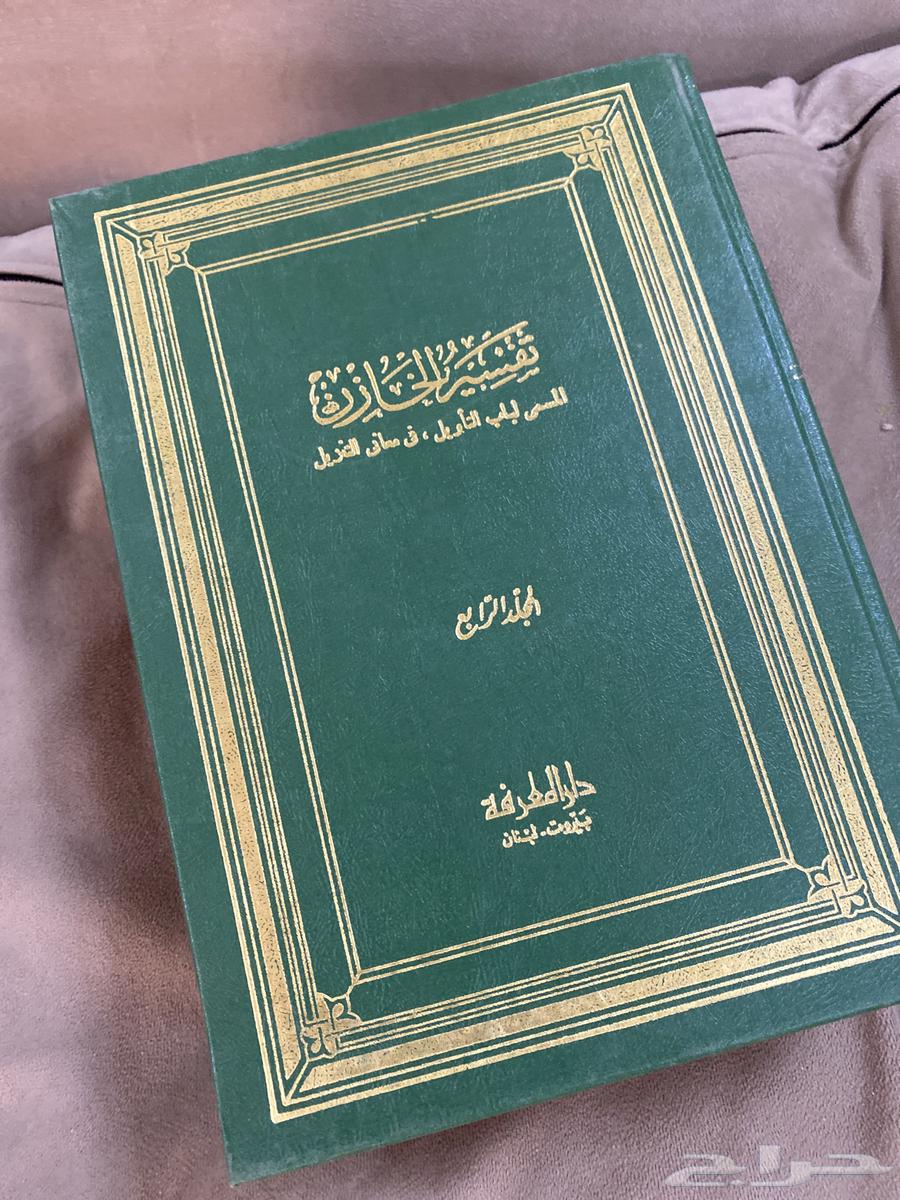 تفسير الخازن
المسمى لباب التأويل ، في معاني التنزيل
المجلد الرابع
دار المعرفة
بيروت - لبنان
حراج